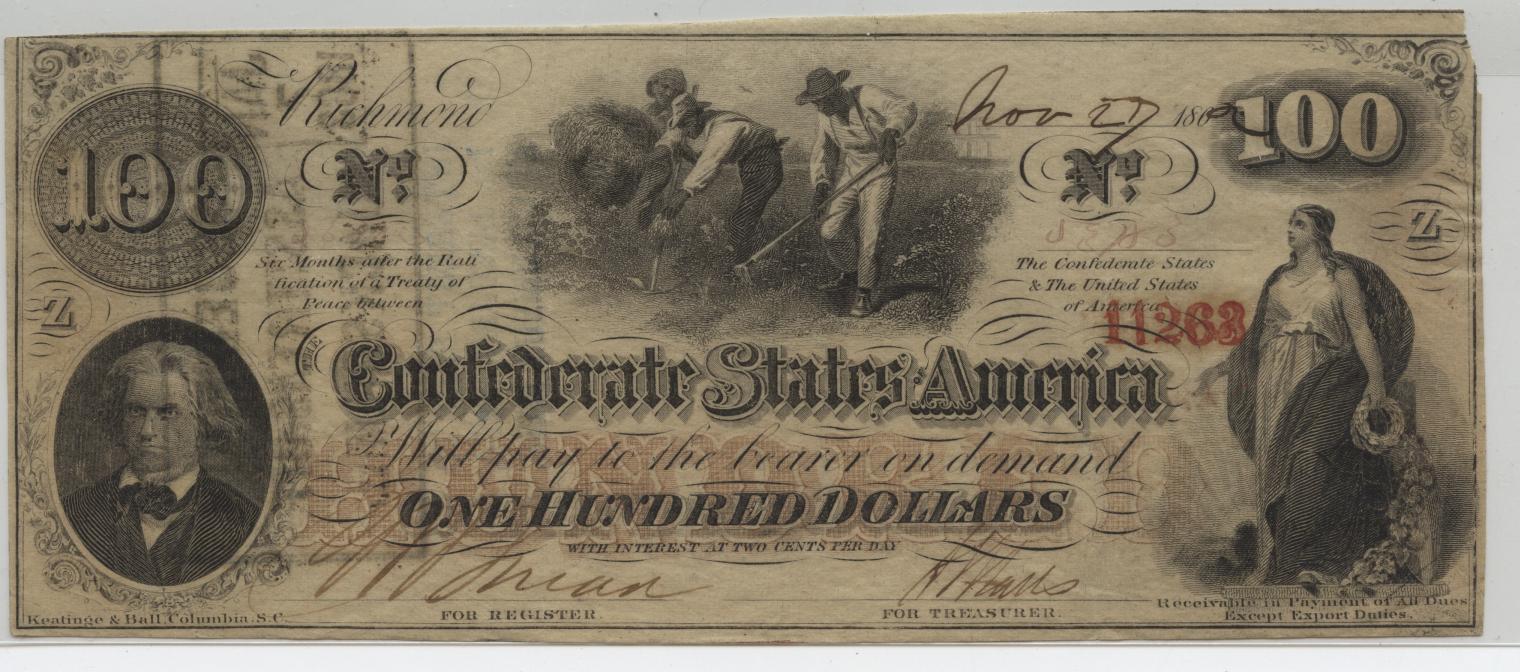 Richmond
Nov 27 1862
100
100
No.
No.
Six Months after the Rati
fication of a Treaty of
Peace between
The Confederate States
& The United States
of America
11263
Z
Z
THE
Confederate States America
Will pay to the bearer on demand
ONE HUNDRED DOLLARS
WITH INTEREST AT TWO CENTS PER DAY
FOR REGISTER.
FOR TREASURER.
Keatinge & Ball, Columbia, S.C.
Receivable in Payment of All Dues
Except Export Duties.